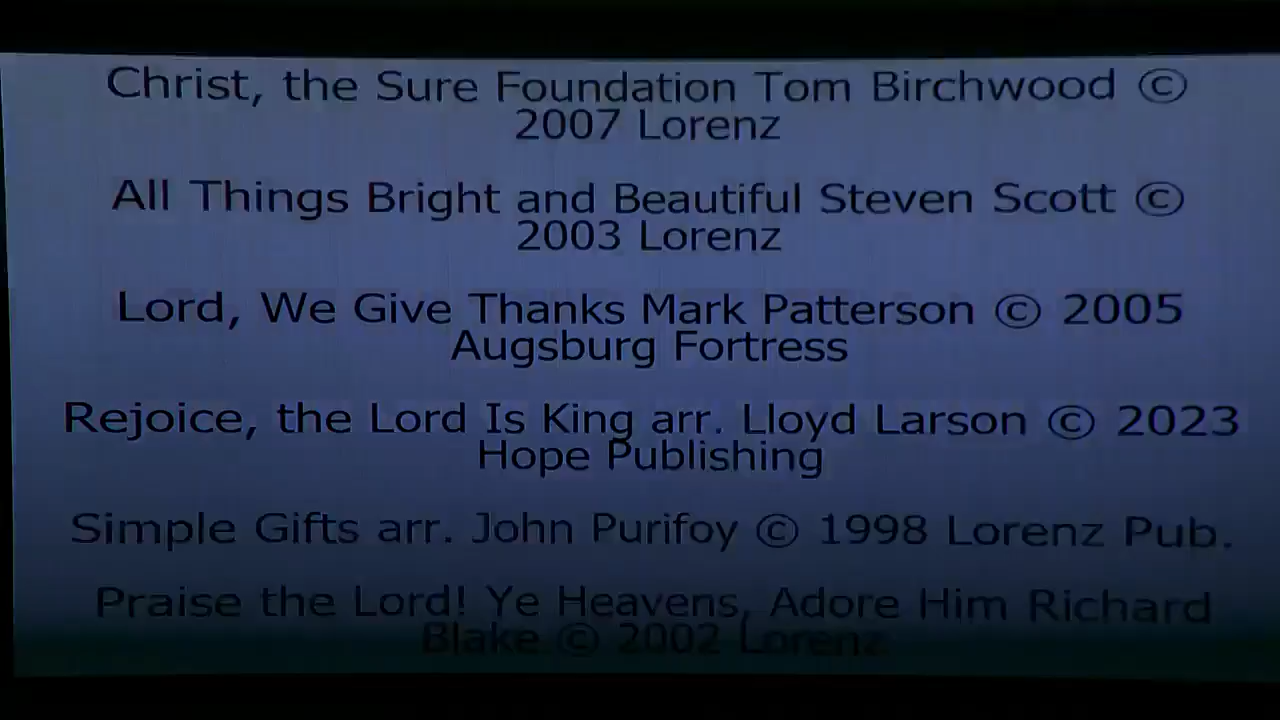 Christ, the Sure Foundation Tom Birchwood ©
2007 Lorenz
All Things Bright and Beautiful Steven Scott ©
2003 Lorenz
Lord, We Give Thanks Mark Patterson © 2005
Augsburg Fortress
Rejoice, the Lord Is King arr. Lloyd Larson © 2023
Hope Publishing
Simple Gifts arr. John Purifoy © 1998 Lorenz Pub.
Praise the Lord! Ye Heavens, Adore Him Richard
Blake © 2002 Lorenz